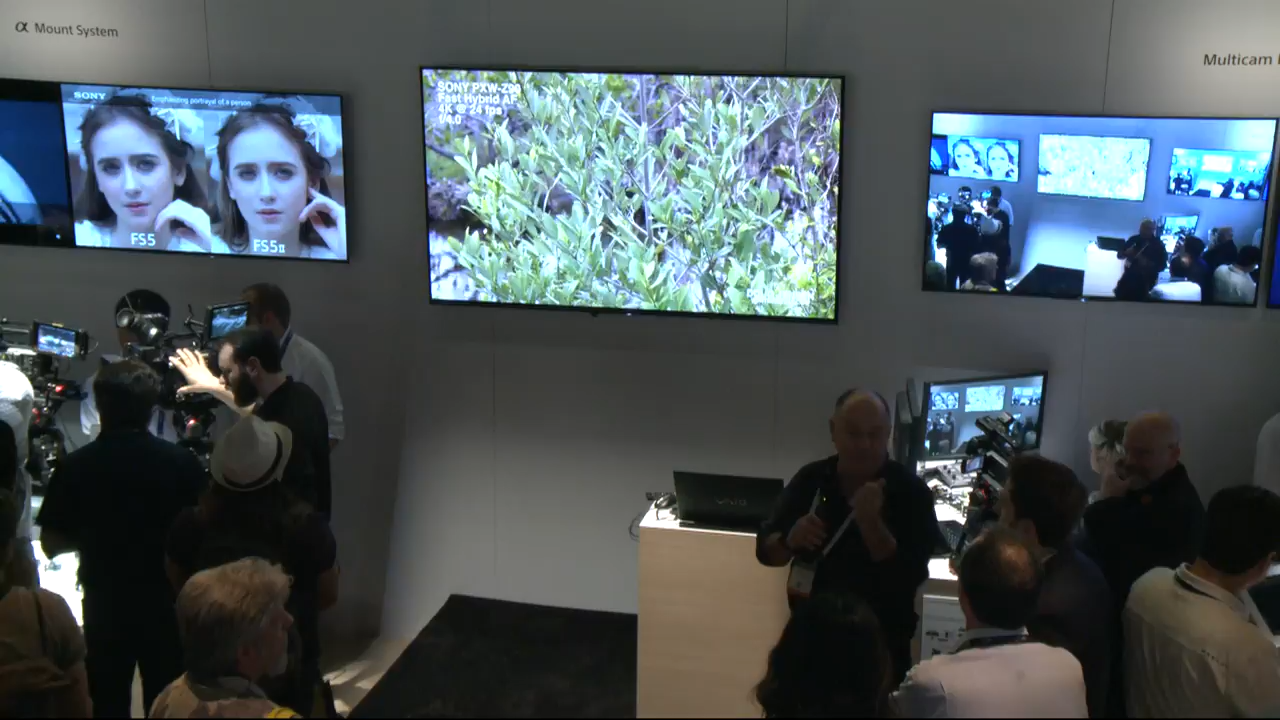 α Mount System
Multicam
SONY
Emphasizing portrayal of a person
FS5
FS5II
SONY PXW-Z90
Fast Hybrid AF
4K @ 24 fps
f/4.0
VAIO